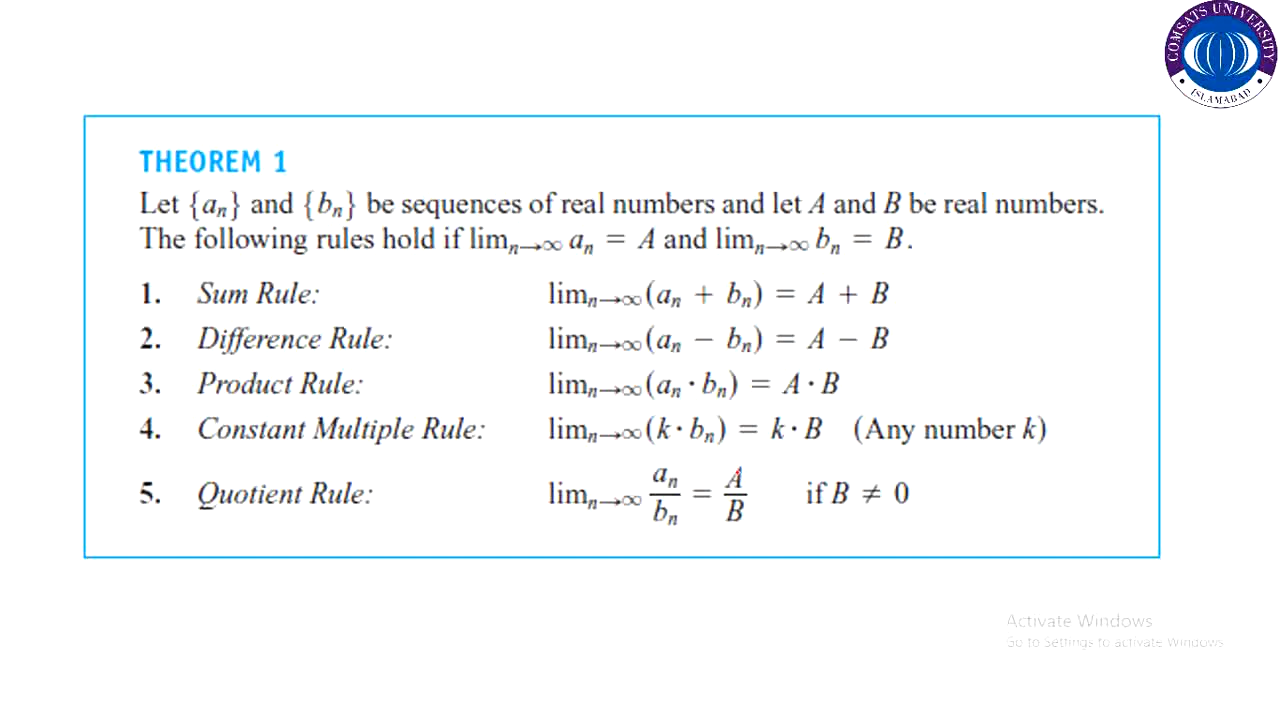 COMSATS UNIVERSITY
ISLAMABAD
THEOREM 1
Let {aₙ} and {bₙ} be sequences of real numbers and let A and B be real numbers.
The following rules hold if limₙ→∞ aₙ = A and limₙ→∞ bₙ = B.
1. Sum Rule: limₙ→∞(aₙ + bₙ) = A + B
2. Difference Rule: limₙ→∞(aₙ − bₙ) = A − B
3. Product Rule: limₙ→∞(aₙ · bₙ) = A · B
4. Constant Multiple Rule: limₙ→∞(k · bₙ) = k · B (Any number k)
5. Quotient Rule: limₙ→∞ aₙ/bₙ = A/B if B ≠ 0
Activate Windows
Go to Settings to activate Windows